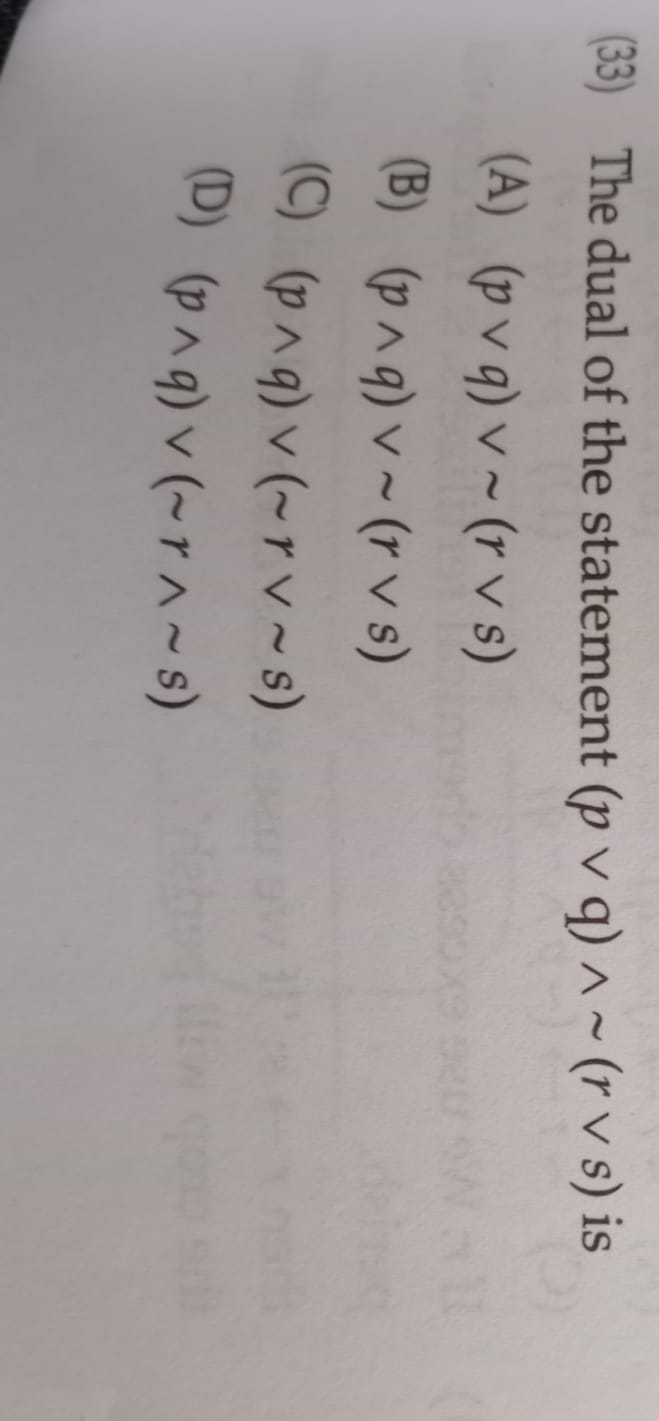 (33) The dual of the statement (p ∨ q) ∧ ~ (r ∨ s) is
(A) (p ∨ q) ∨ ~ (r ∨ s)
(B) (p ∧ q) ∨ ~ (r ∨ s)
(C) (p ∧ q) ∨ (~ r ∨ ~ s)
(D) (p ∧ q) ∨ (~ r ∧ ~ s)